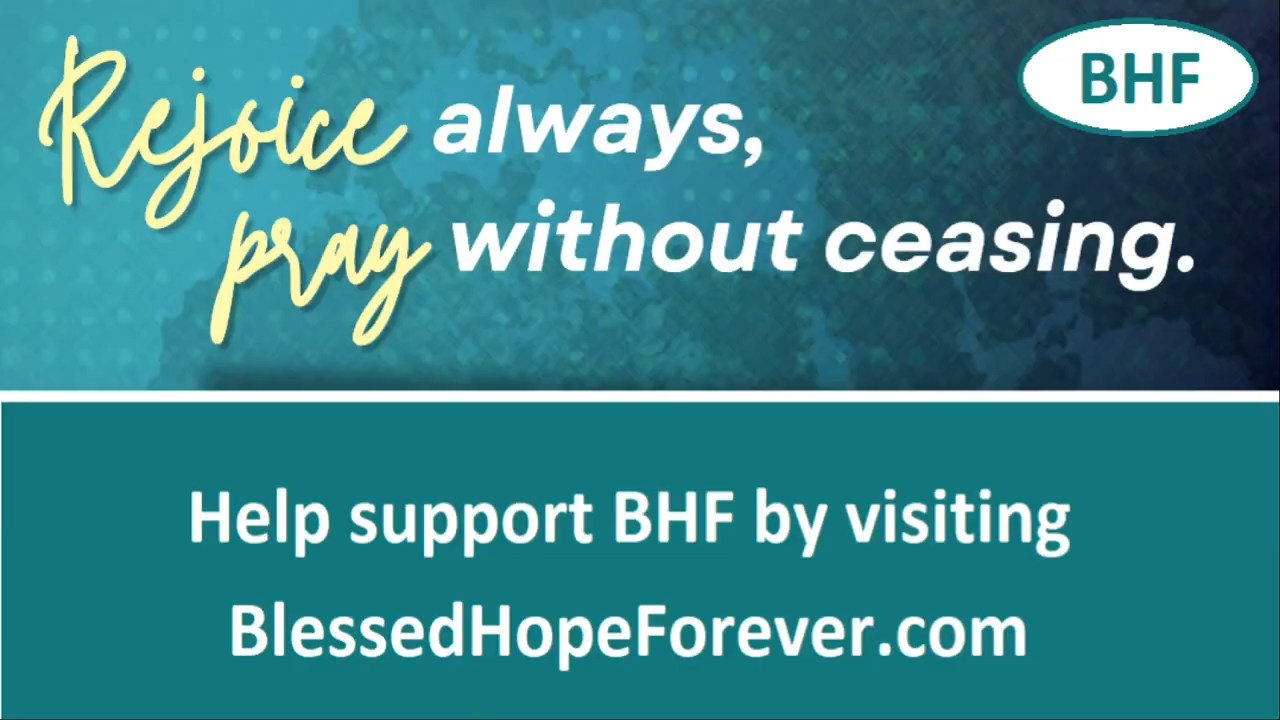 BHF
Rejoice always,
pray without ceasing.
Help support BHF by visiting
BlessedHopeForever.com